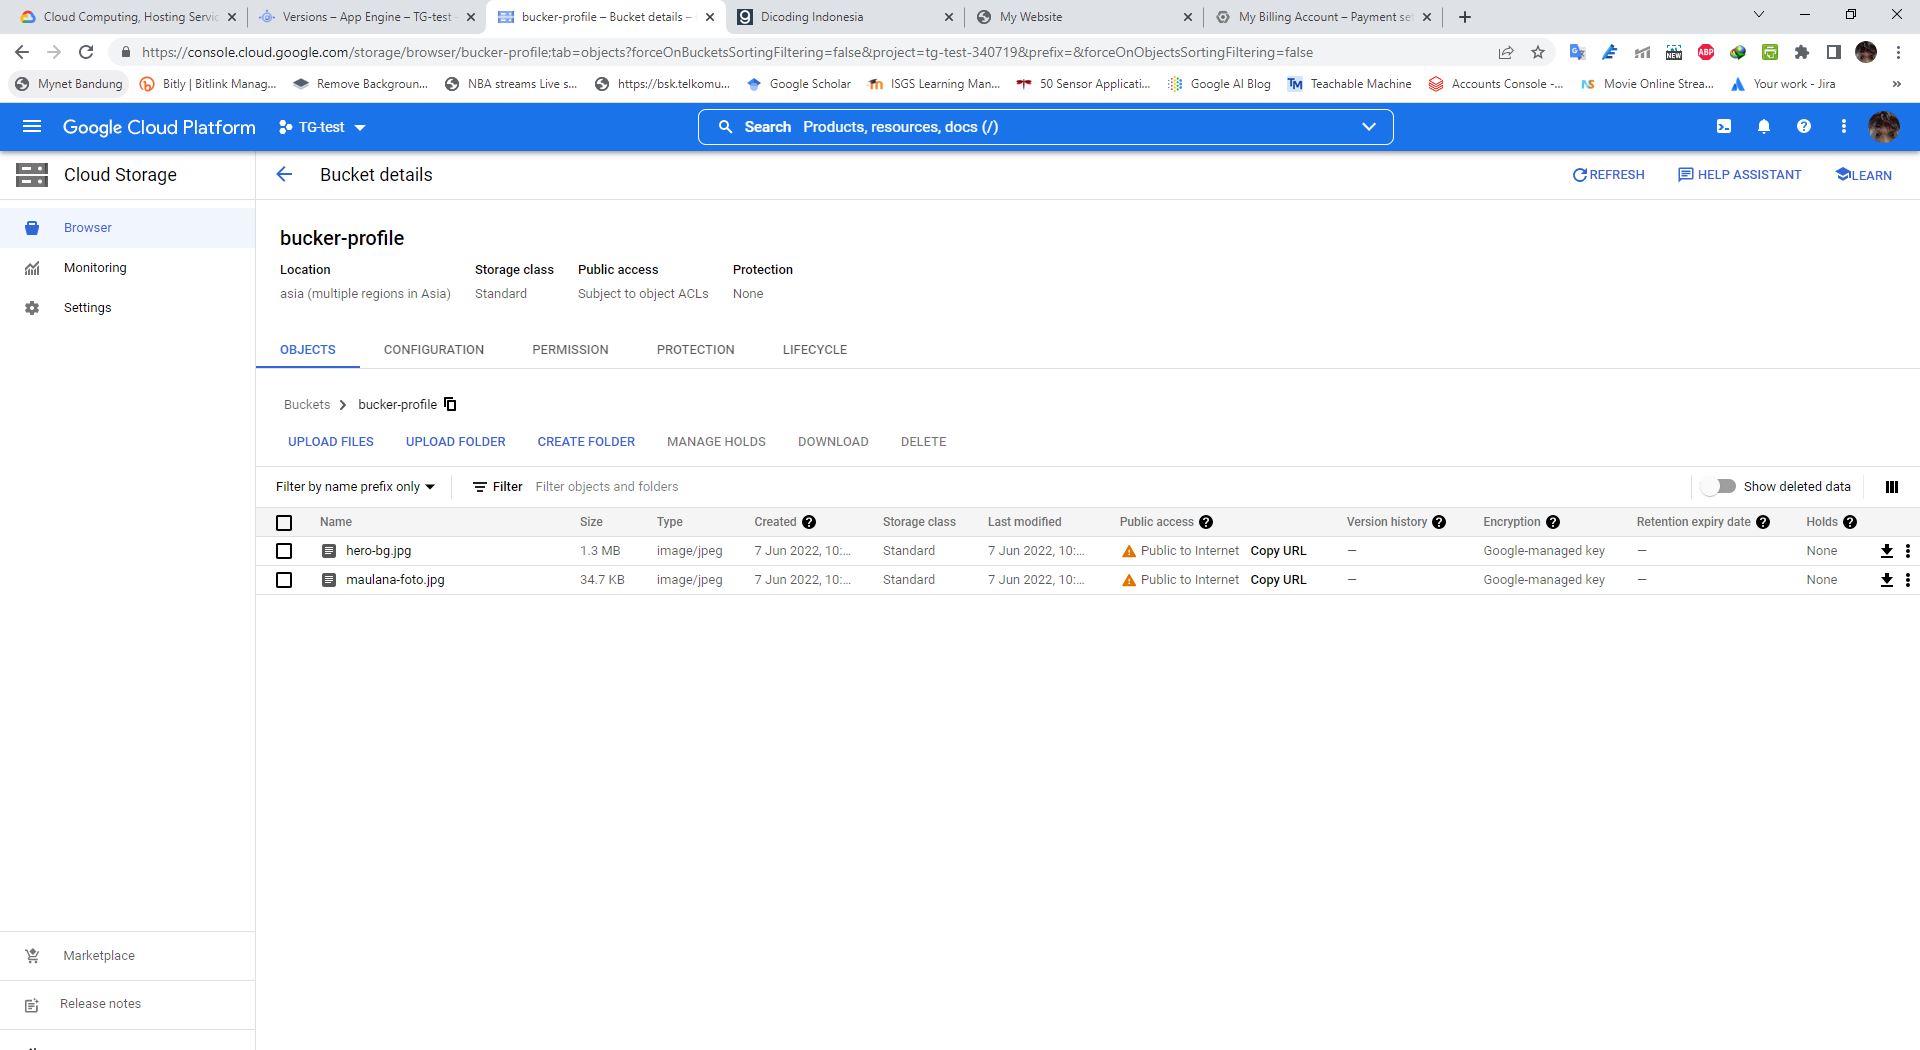 Cloud Computing, Hosting Servic
Versions – App Engine – TG-test
bucker-profile – Bucket details –
Dicoding Indonesia
My Website
My Billing Account – Payment se
https://console.cloud.google.com/storage/browser/bucker-profile;tab=objects?forceOnBucketsSortingFiltering=false&project=tg-test-340719&prefix=&forceOnObjectsSortingFiltering=false
Mynet Bandung
Bitly | Bitlink Manag...
Remove Backgroun...
NBA streams Live s...
https://bsk.telkomu...
Google Scholar
ISGS Learning Man...
50 Sensor Applicati...
Google AI Blog
Teachable Machine
Accounts Console -...
Movie Online Strea...
Your work - Jira
Google Cloud Platform
TG-test
Search Products, resources, docs (/)
Cloud Storage
Bucket details
REFRESH
HELP ASSISTANT
LEARN
Browser
Monitoring
Settings
bucker-profile
Location Storage class Public access Protection
asia (multiple regions in Asia) Standard Subject to object ACLs None
OBJECTS CONFIGURATION PERMISSION PROTECTION LIFECYCLE
Buckets > bucker-profile
UPLOAD FILES UPLOAD FOLDER CREATE FOLDER MANAGE HOLDS DOWNLOAD DELETE
Filter by name prefix only Filter Filter objects and folders Show deleted data
Name Size Type Created Storage class Last modified Public access Version history Encryption Retention expiry date Holds
hero-bg.jpg 1.3 MB image/jpeg 7 Jun 2022, 10:... Standard 7 Jun 2022, 10:... Public to Internet Copy URL — Google-managed key — None
maulana-foto.jpg 34.7 KB image/jpeg 7 Jun 2022, 10:... Standard 7 Jun 2022, 10:... Public to Internet Copy URL — Google-managed key — None
Marketplace
Release notes